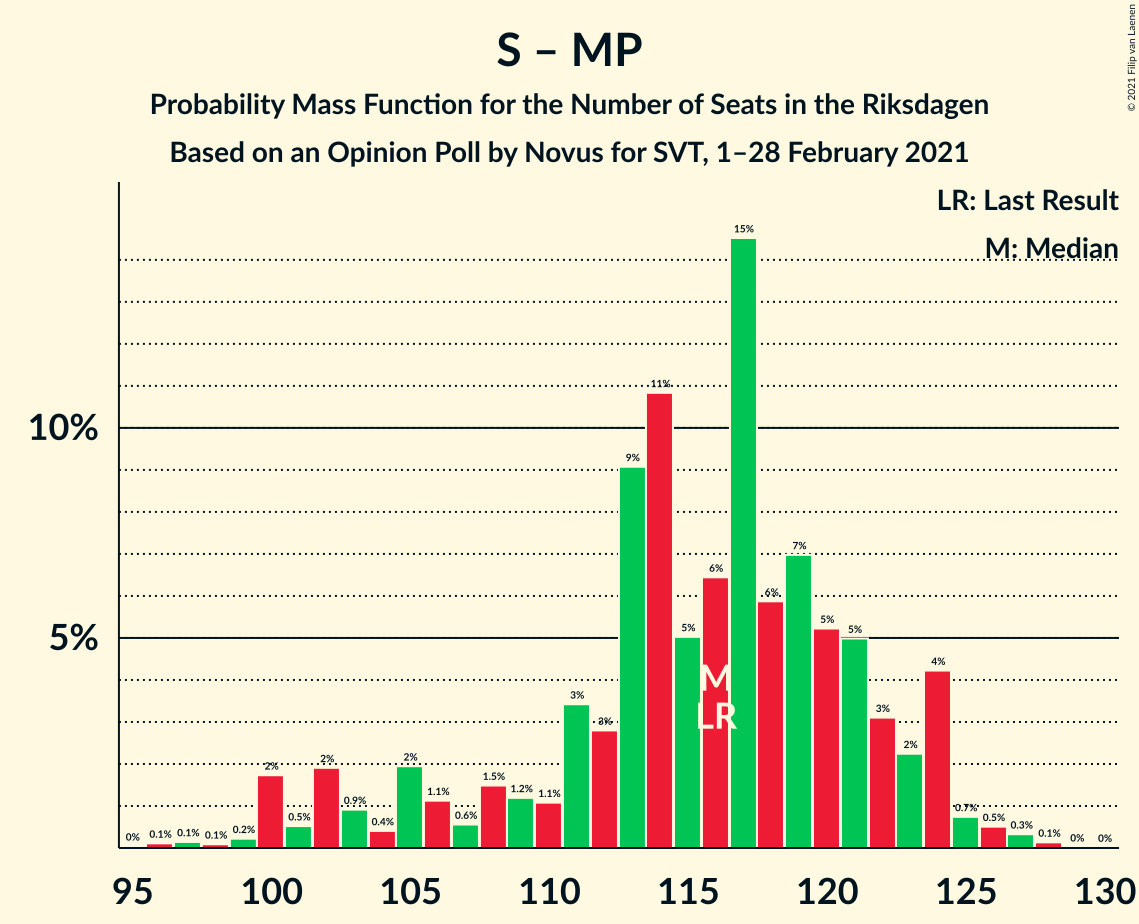 S – MP
Probability Mass Function for the Number of Seats in the Riksdagen
Based on an Opinion Poll by Novus for SVT, 1–28 February 2021
© 2021 Filip van Laenen
LR: Last Result
M: Median
10%
5%
0% 0.1% 0.1% 0.1% 0.2% 2% 0.5% 2% 0.9% 0.4% 2% 1.1% 0.6% 1.5% 1.2% 1.1% 3% 3% 9% 11% 5% 6% 15% 6% 7% 5% 5% 3% 2% 4% 0.7% 0.5% 0.3% 0.1% 0% 0%
M
LR
95 100 105 110 115 120 125 130